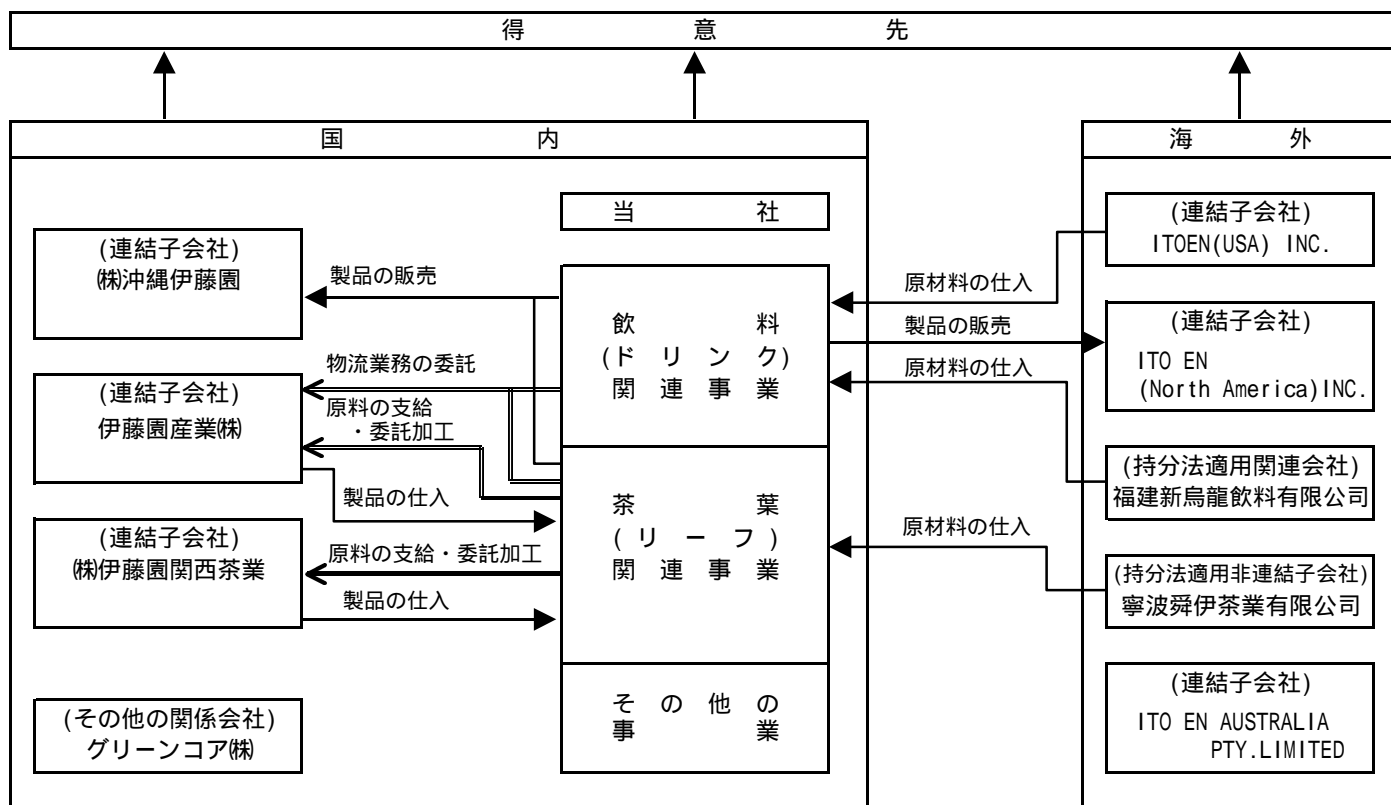 得意先
国内
海外
当社
(連結子会社)
㈱沖縄伊藤園
製品の販売
物流業務の委託
(連結子会社)
伊藤園産業㈱
原料の支給
・委託加工
製品の仕入
(連結子会社)
㈱伊藤園関西茶業
原料の支給・委託加工
製品の仕入
(その他の関係会社)
グリーンコア㈱
飲料
(ドリンク)
関連事業
茶葉
(リーフ)
関連事業
その他の
事業
原材料の仕入
製品の販売
原材料の仕入
原材料の仕入
(連結子会社)
ITOEN(USA) INC.
(連結子会社)
ITO EN
(North America)INC.
(持分法適用関連会社)
福建新烏龍飲料有限公司
(持分法適用非連結子会社)
寧波舜伊茶業有限公司
(連結子会社)
ITO EN AUSTRALIA
PTY.LIMITED